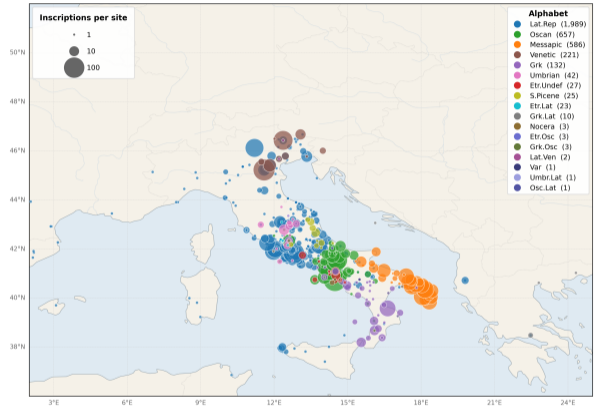 Inscriptions per site
1
10
100
Alphabet
Lat.Rep (1,989)
Oscan (657)
Messapic (586)
Venetic (221)
Grk (132)
Umbrian (42)
Etr.Undef (27)
S.Picene (25)
Etr.Lat (23)
Grk.Lat (10)
Nocera (3)
Etr.Osc (3)
Grk.Osc (3)
Lat.Ven (2)
Var (1)
Umbr.Lat (1)
Osc.Lat (1)
50°N
48°N
46°N
44°N
42°N
40°N
38°N
3°E 6°E 9°E 12°E 15°E 18°E 21°E 24°E